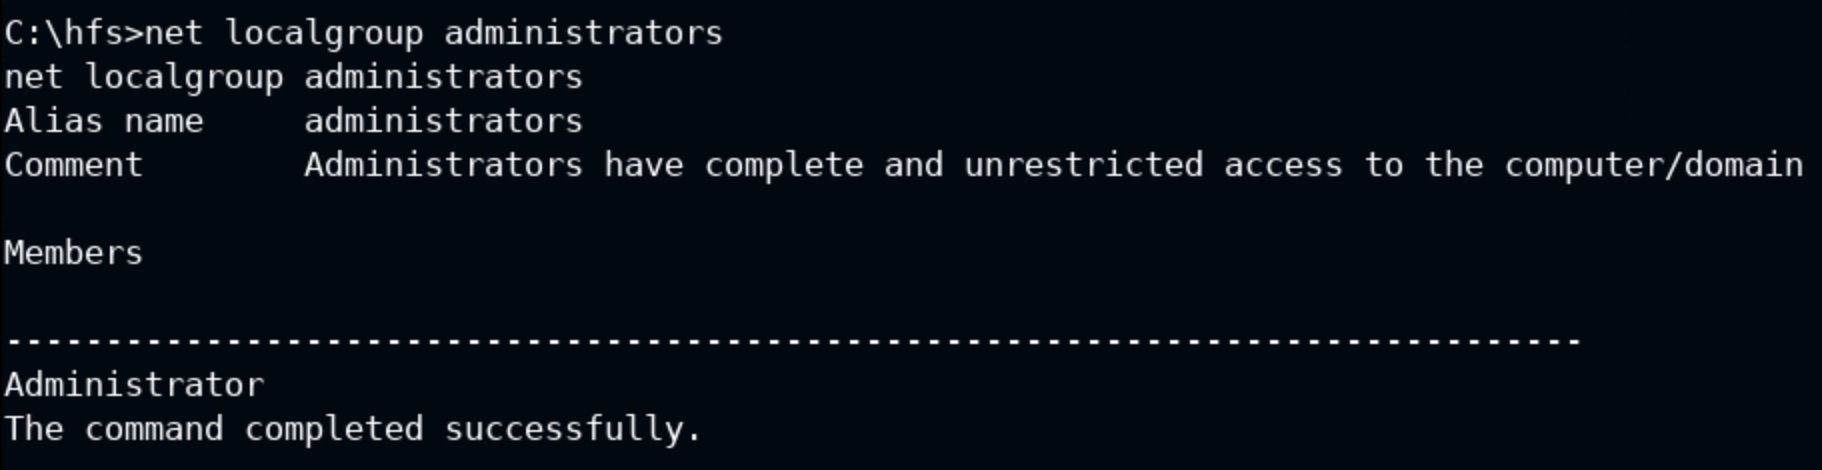 C:\hfs>net localgroup administrators
net localgroup administrators
Alias name     administrators
Comment        Administrators have complete and unrestricted access to the computer/domain
Members
-------------------------------------------------------------------------------
Administrator
The command completed successfully.